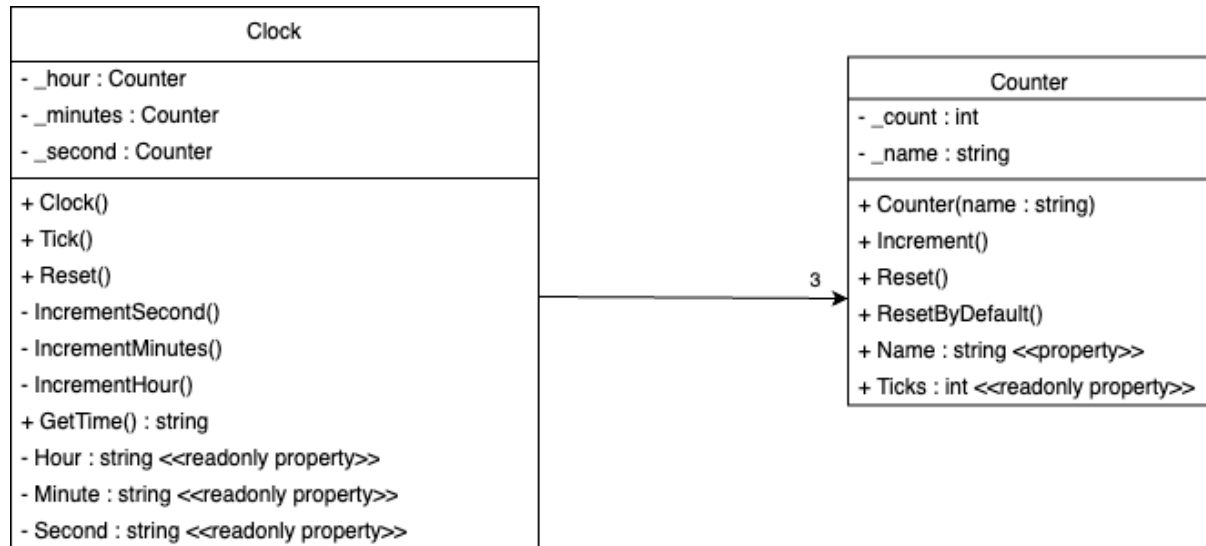 Clock
- _hour : Counter
- _minutes : Counter
- _second : Counter
+ Clock()
+ Tick()
+ Reset()
- IncrementSecond()
- IncrementMinutes()
- IncrementHour()
+ GetTime() : string
- Hour : string <<readonly property>>
- Minute : string <<readonly property>>
- Second : string <<readonly property>>
3
Counter
- _count : int
- _name : string
+ Counter(name : string)
+ Increment()
+ Reset()
+ ResetByDefault()
+ Name : string <<property>>
+ Ticks : int <<readonly property>>